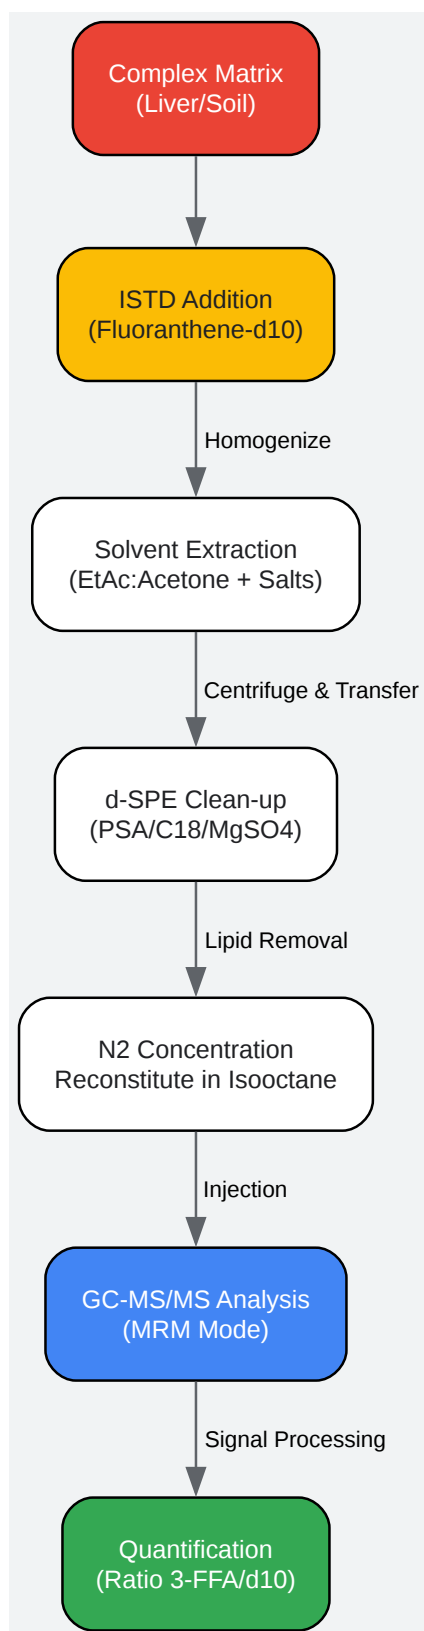 Complex Matrix
(Liver/Soil)
ISTD Addition
(Fluoranthene-d10)
Homogenize
Solvent Extraction
(EtAc:Acetone + Salts)
Centrifuge & Transfer
d-SPE Clean-up
(PSA/C18/MgSO4)
Lipid Removal
N2 Concentration
Reconstitute in Isooctane
Injection
GC-MS/MS Analysis
(MRM Mode)
Signal Processing
Quantification
(Ratio 3-FFA/d10)